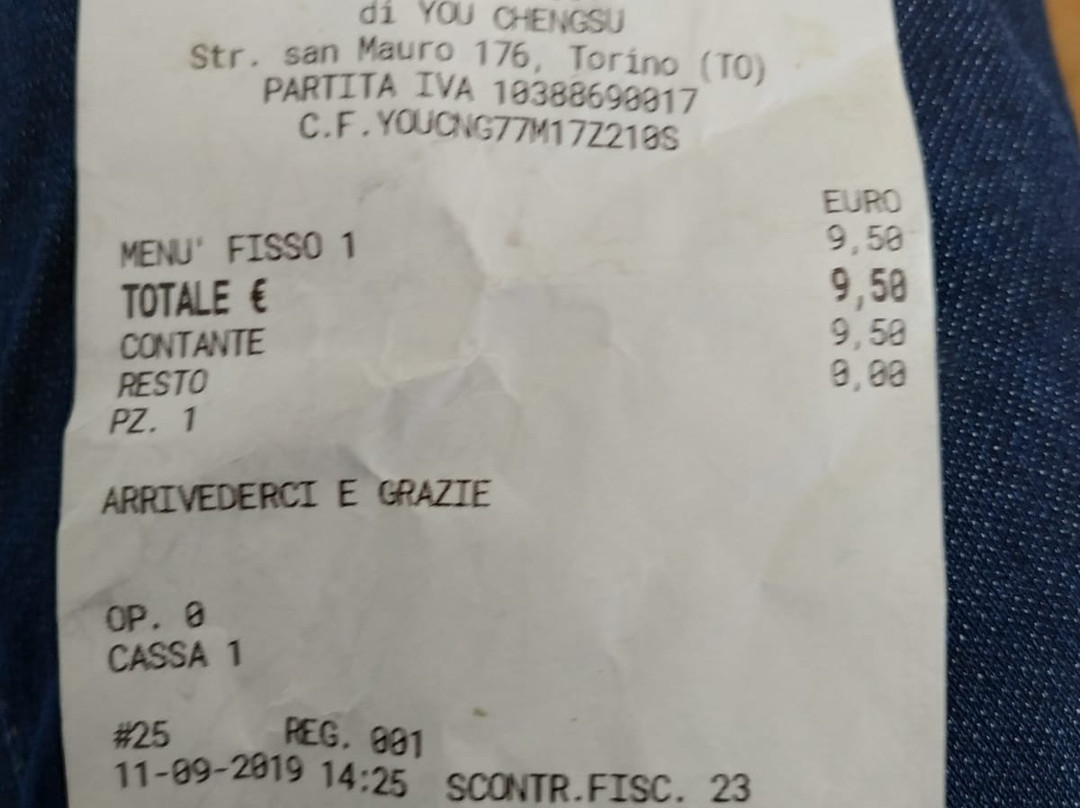 di YOU CHENGSU
Str. san Mauro 176, Torino (TO)
PARTITA IVA 10388690017
C.F.YOUCNG77M17Z210S
EURO
MENU' FISSO 1 9,50
TOTALE € 9,50
CONTANTE 9,50
RESTO 0,00
PZ. 1
ARRIVEDERCI E GRAZIE
OP. 0
CASSA 1
#25 REG. 001
11-09-2019 14:25 SCONTR.FISC. 23